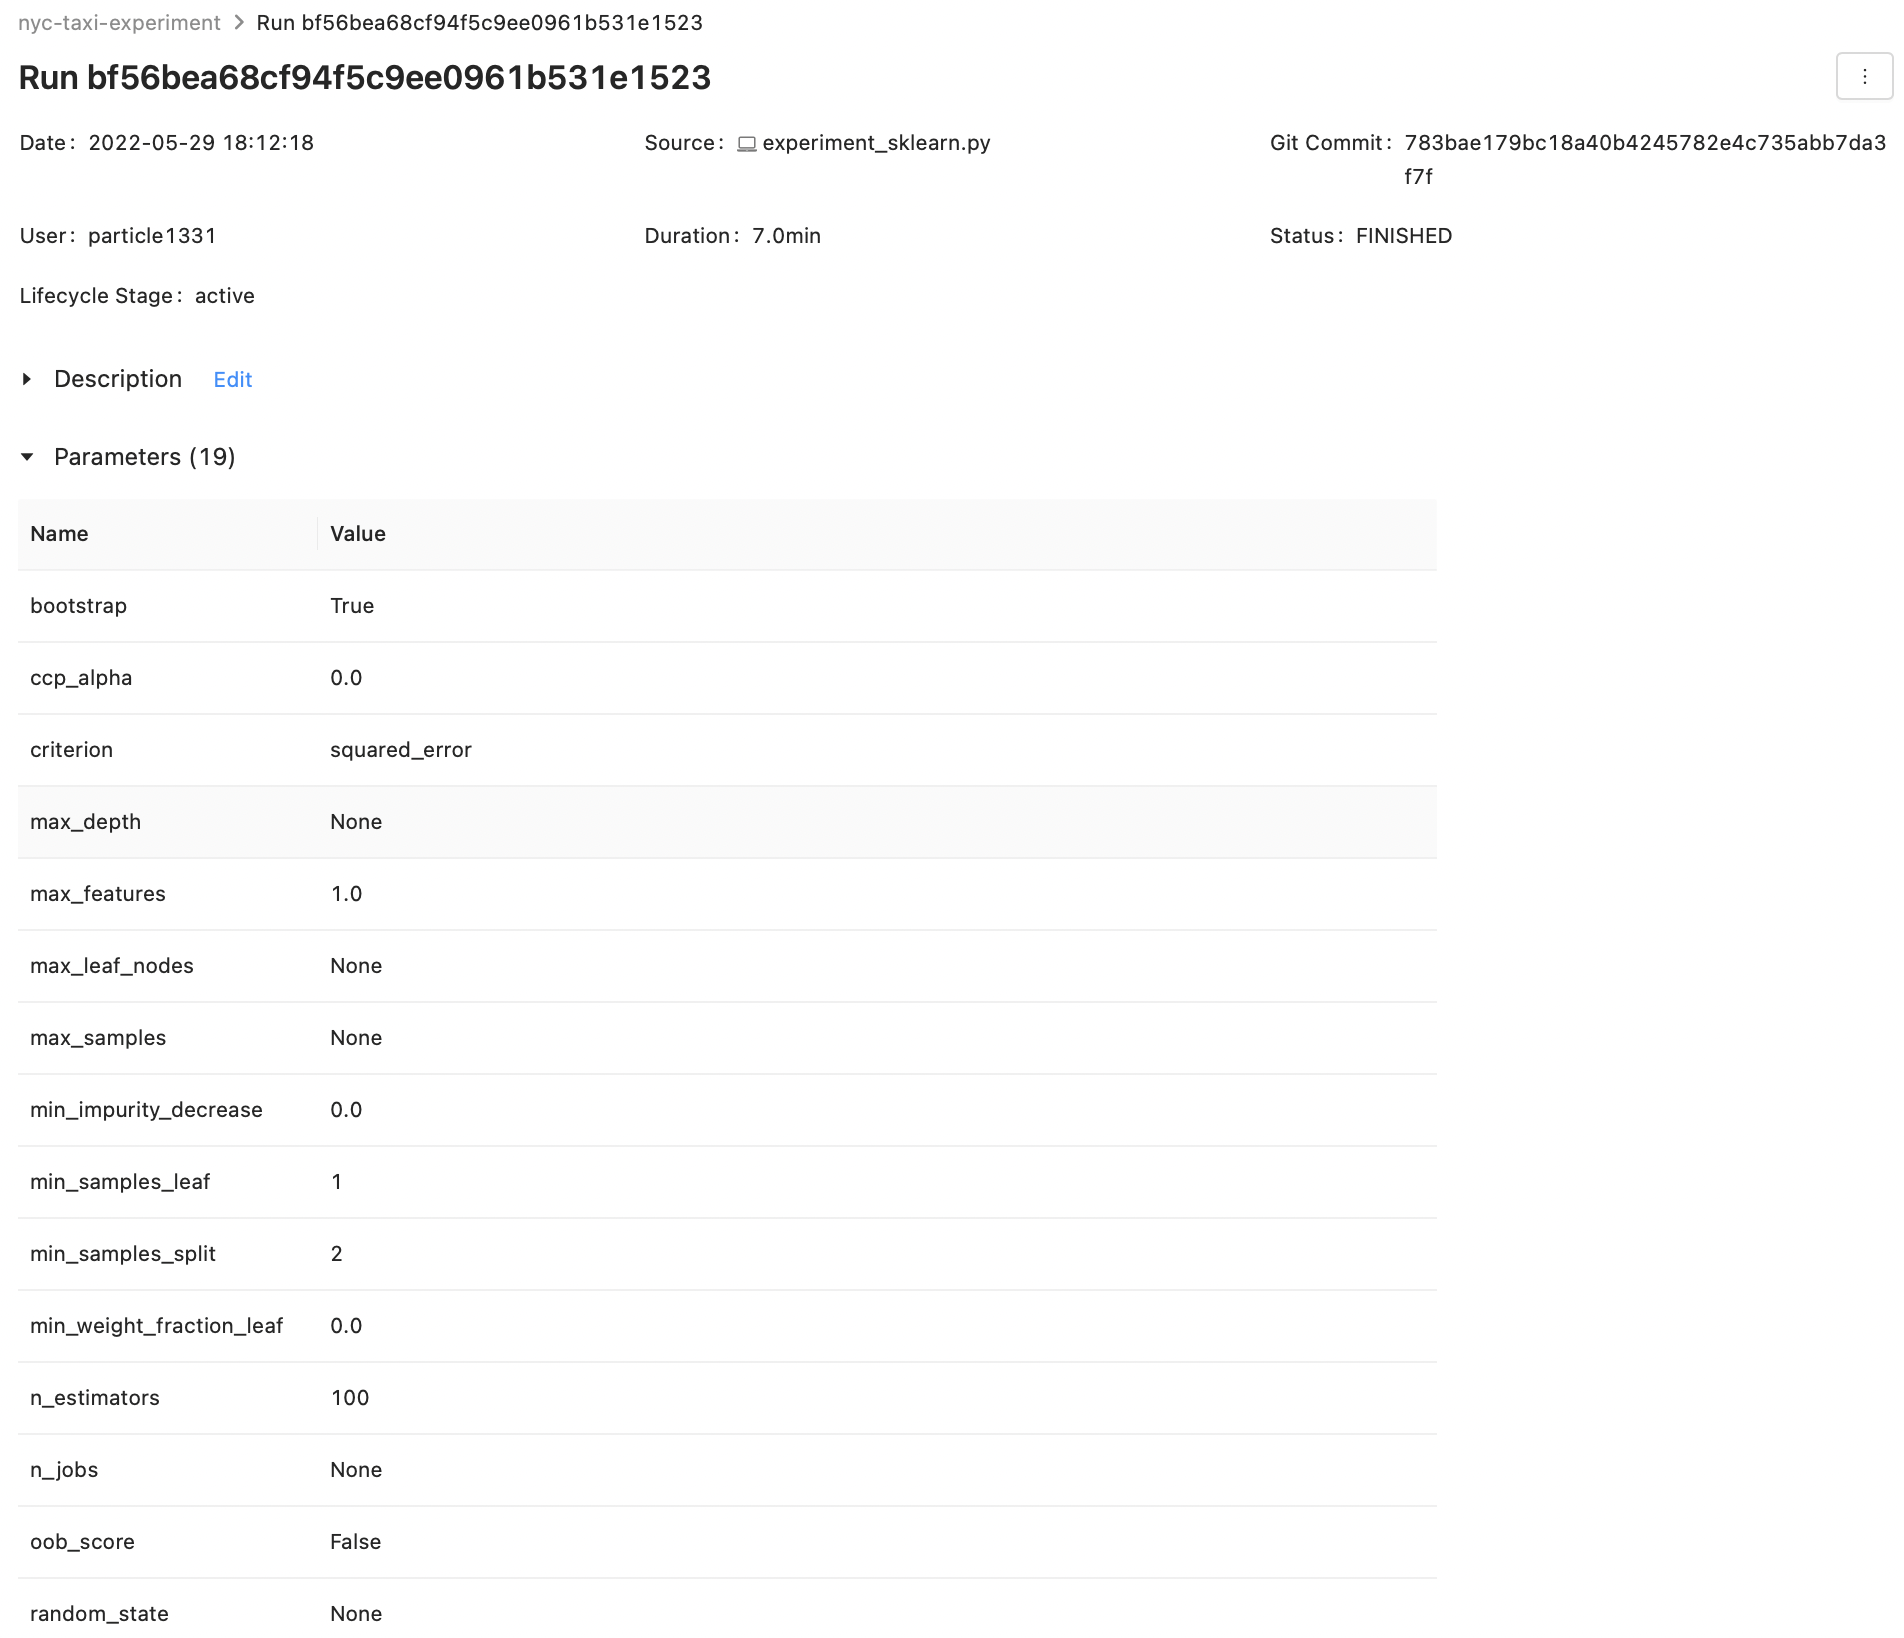 nyc-taxi-experiment > Run bf56bea68cf94f5c9ee0961b531e1523
Run bf56bea68cf94f5c9ee0961b531e1523
Date: 2022-05-29 18:12:18
Source: experiment_sklearn.py
Git Commit: 783bae179bc18a40b4245782e4c735abb7da3
f7f
User: particle1331
Duration: 7.0min
Status: FINISHED
Lifecycle Stage: active
Description Edit
Parameters (19)
Name Value
bootstrap True
ccp_alpha 0.0
criterion squared_error
max_depth None
max_features 1.0
max_leaf_nodes None
max_samples None
min_impurity_decrease 0.0
min_samples_leaf 1
min_samples_split 2
min_weight_fraction_leaf 0.0
n_estimators 100
n_jobs None
oob_score False
random_state None